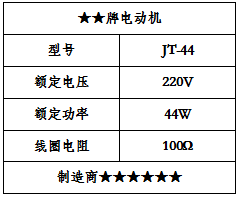 ★★牌电动机
型号 JT-44
额定电压 220V
额定功率 44W
线圈电阻 100Ω
制造商★★★★★★